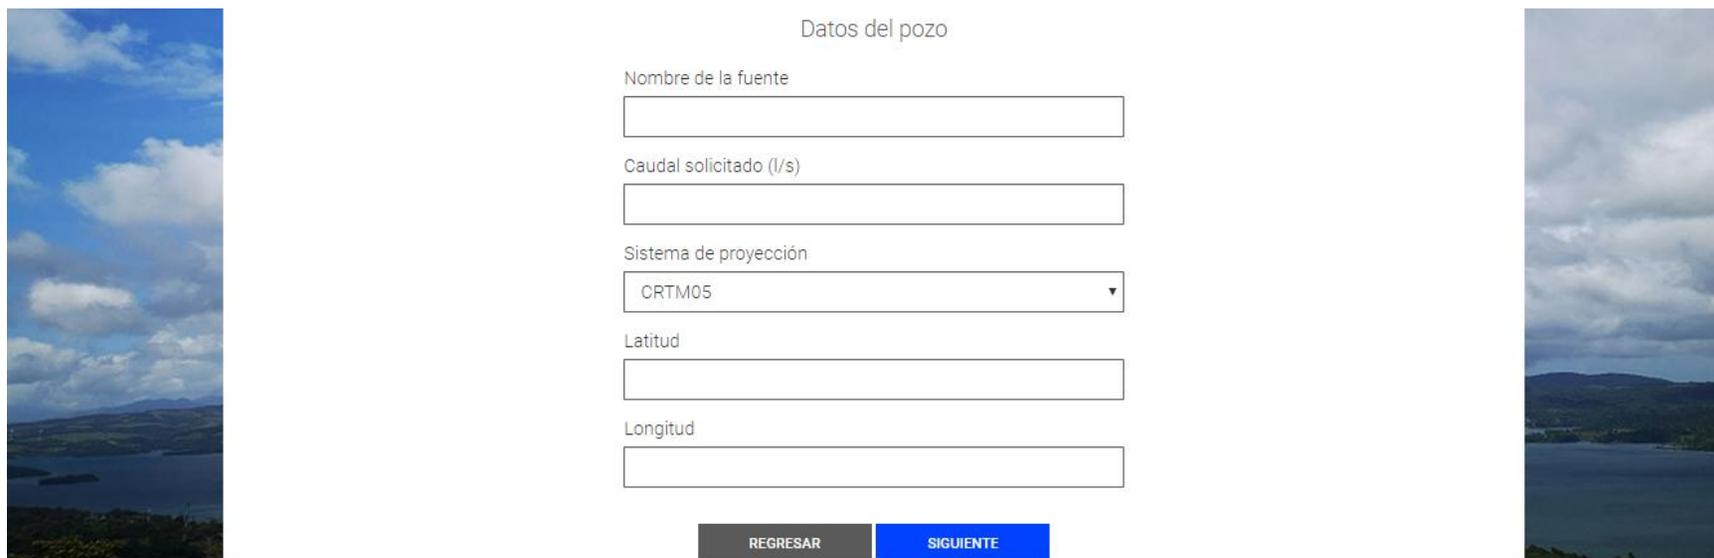 Datos del pozo
Nombre de la fuente
Caudal solicitado (l/s)
Sistema de proyección
CRTM05
Latitud
Longitud
REGRESAR SIGUIENTE